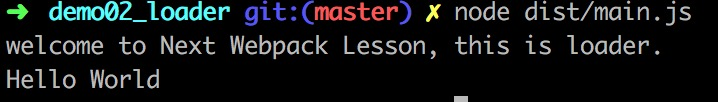 ➜ demo02_loader git:(master) ✗ node dist/main.js
welcome to Next Webpack Lesson, this is loader.
Hello World